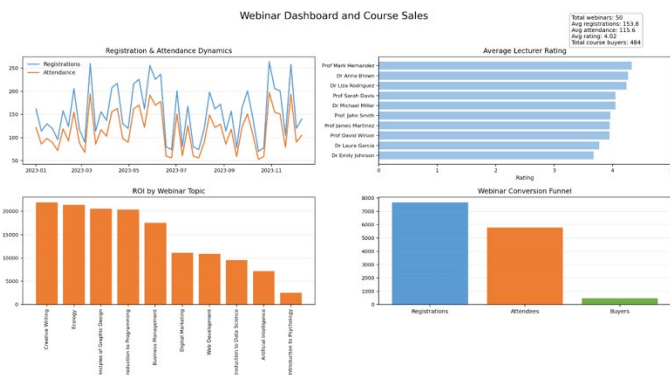 Webinar Dashboard and Course Sales
Total webinars: 50
Avg registrations: 153.8
Avg attendance: 115.6
Avg rating: 4.02
Total course buyers: 484
Registration & Attendance Dynamics
Registrations
Attendance
250
200
150
100
50
2023-01
2023-03
2023-05
2023-07
2023-09
2023-11
Average Lecturer Rating
Prof Mark Hernandez
Dr Anna Brown
Dr Liza Rodriguez
Prof Sarah Davis
Dr Michael Miller
Prof. John Smith
Prof James Martinez
Prof David Wilson
Dr Laura Garcia
Dr Emily Johnson
0
1
2
3
4
Rating
ROI by Webinar Topic
20000
15000
10000
5000
0
Creative Writing
Ecology
nciples of Graphic Design
roduction to Programming
Business Management
Digital Marketing
Web Development
troduction to Data Science
Artificial Intelligence
ntroduction to Psychology
Webinar Conversion Funnel
8000
7000
6000
5000
4000
3000
2000
1000
0
Registrations
Attendees
Buyers